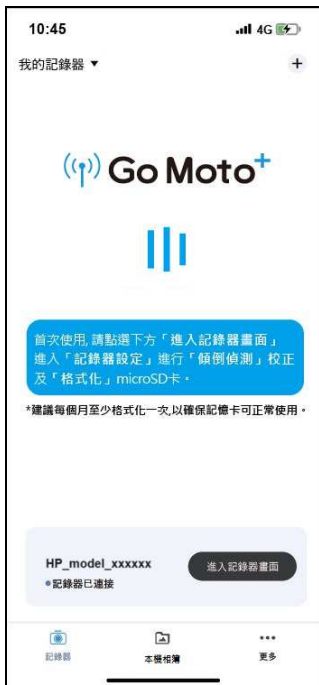 10:45
4G
我的記錄器 ▼
+
Go Moto+
首次使用, 請點選下方「進入記錄器畫面」
進入「記錄器設定」進行「傾倒偵測」校正
及「格式化」microSD卡。
*建議每個月至少格式化一次,以確保記憶卡可正常使用。
HP_model_xxxxxx
進入記錄器畫面
•記錄器已連接
記錄器
本機相簿
更多